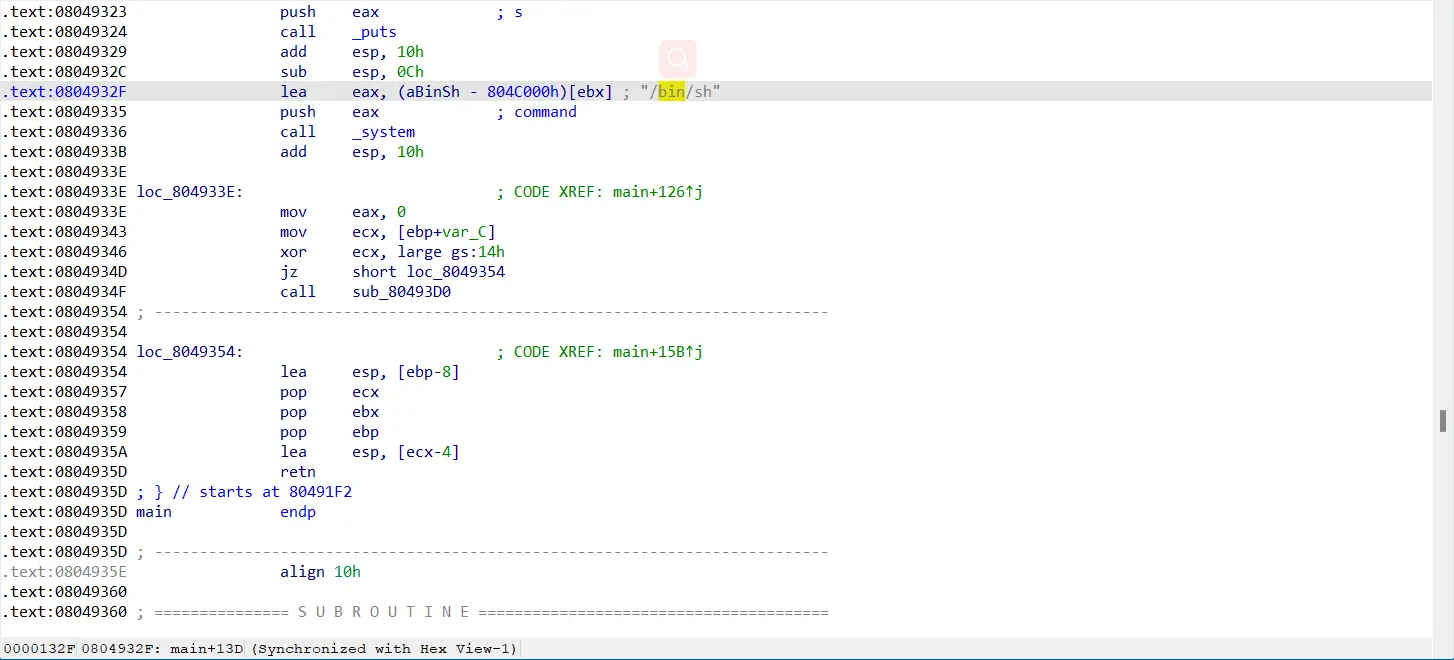 .text:08049323 push eax ; s
.text:08049324 call _puts
.text:08049329 add esp, 10h
.text:0804932C sub esp, 0Ch
.text:0804932F lea eax, (aBinSh - 804C000h)[ebx] ; "/bin/sh"
.text:08049335 push eax ; command
.text:08049336 call _system
.text:0804933B add esp, 10h
.text:0804933E
.text:0804933E loc_804933E: ; CODE XREF: main+126↑j
.text:0804933E mov eax, 0
.text:08049343 mov ecx, [ebp+var_C]
.text:08049346 xor ecx, large gs:14h
.text:0804934D jz short loc_8049354
.text:0804934F call sub_80493D0
.text:08049354 ; ---------------------------------------------------------------------------
.text:08049354
.text:08049354 loc_8049354: ; CODE XREF: main+15B↑j
.text:08049354 lea esp, [ebp-8]
.text:08049357 pop ecx
.text:08049358 pop ebx
.text:08049359 pop ebp
.text:0804935A lea esp, [ecx-4]
.text:0804935D retn
.text:0804935D ; } // starts at 80491F2
.text:0804935D main endp
.text:0804935D
.text:0804935D ; ---------------------------------------------------------------------------
.text:0804935E align 10h
.text:08049360
.text:08049360 ; =============== S U B R O U T I N E =======================================
0000132F 0804932F: main+13D (Synchronized with Hex View-1)